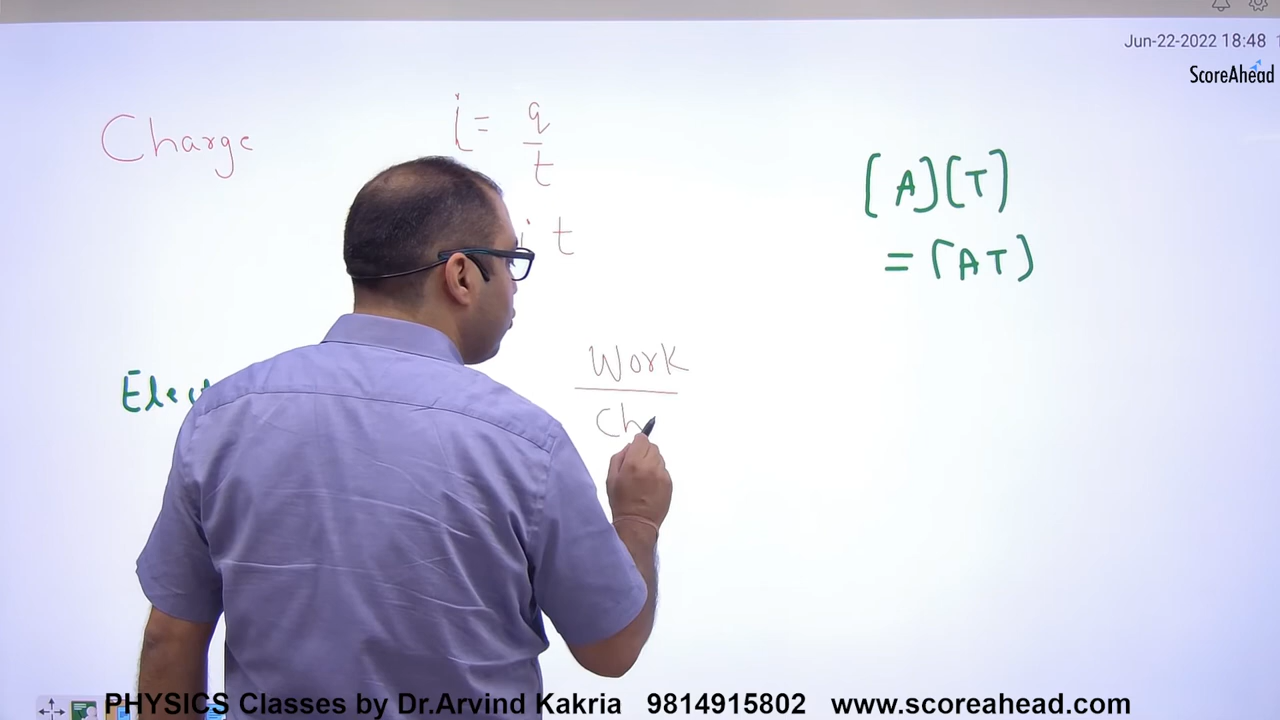 Jun-22-2022 18:48
ScoreAhead
Charge
i = q
t
i t
[A][T]
= [AT]
Work
Ch
PHYSICS Classes by Dr.Arvind Kakria 9814915802 www.scoreahead.com